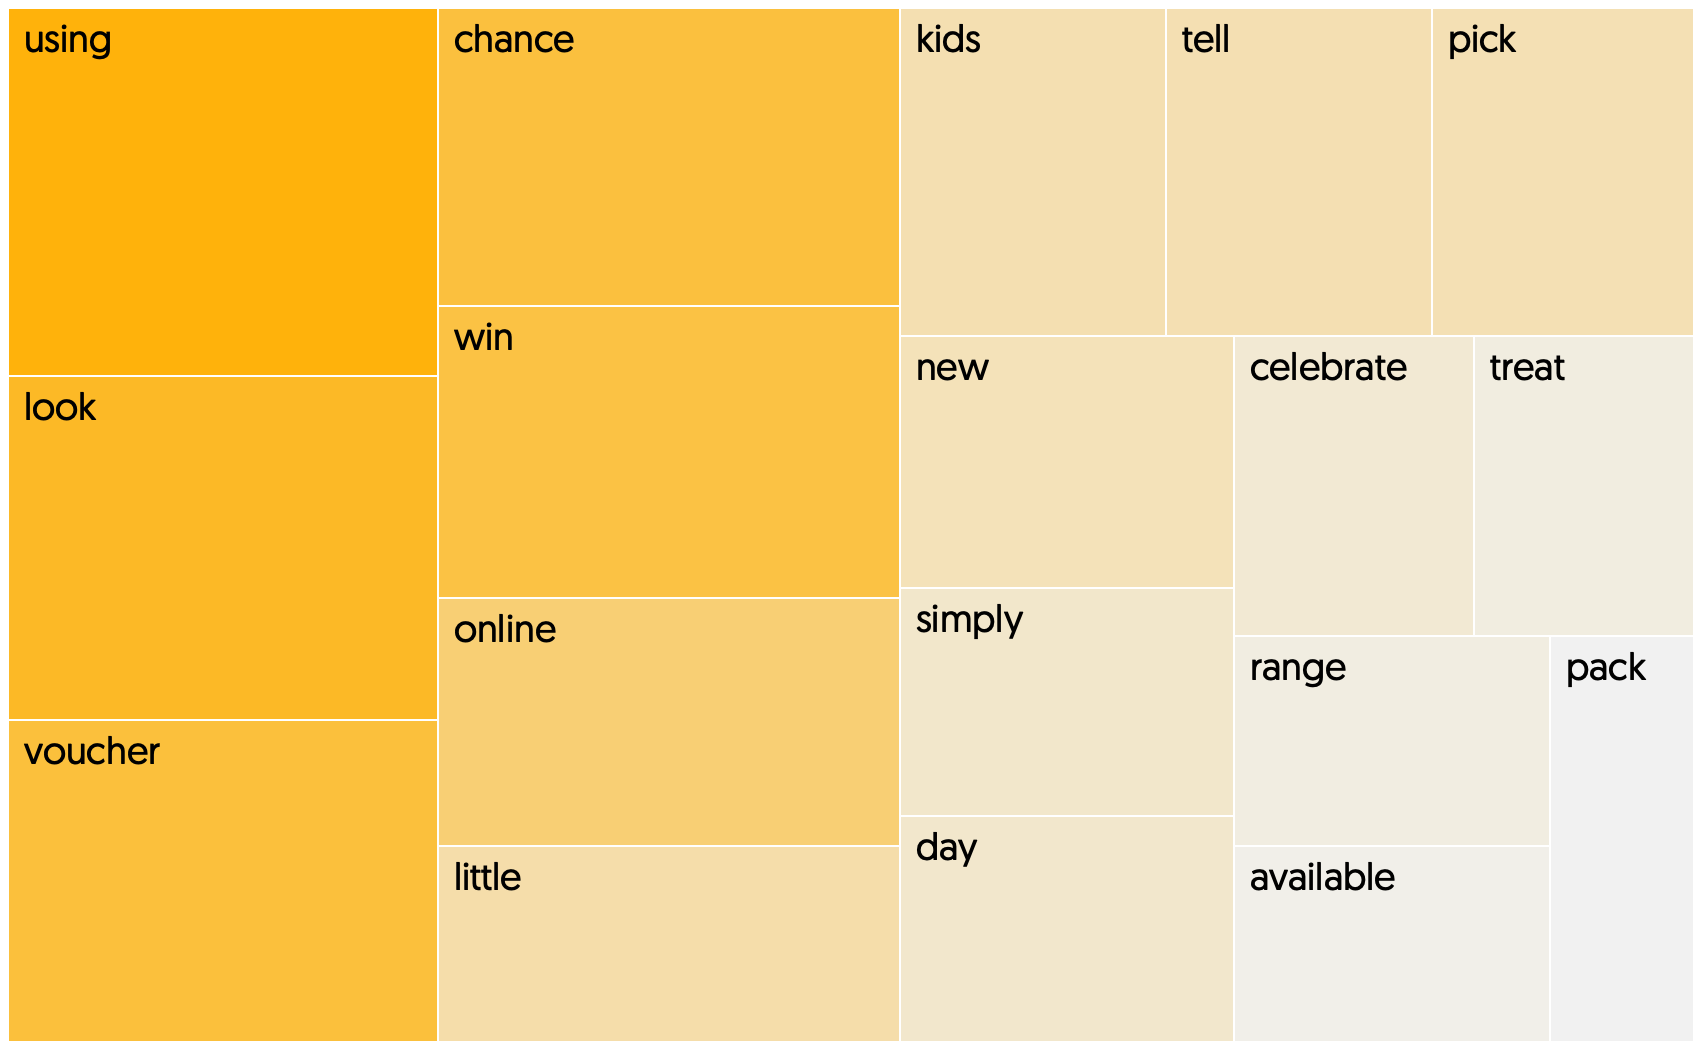 using
look
voucher
chance
win
online
little
kids
tell
pick
new
simply
day
celebrate
treat
range
available
pack